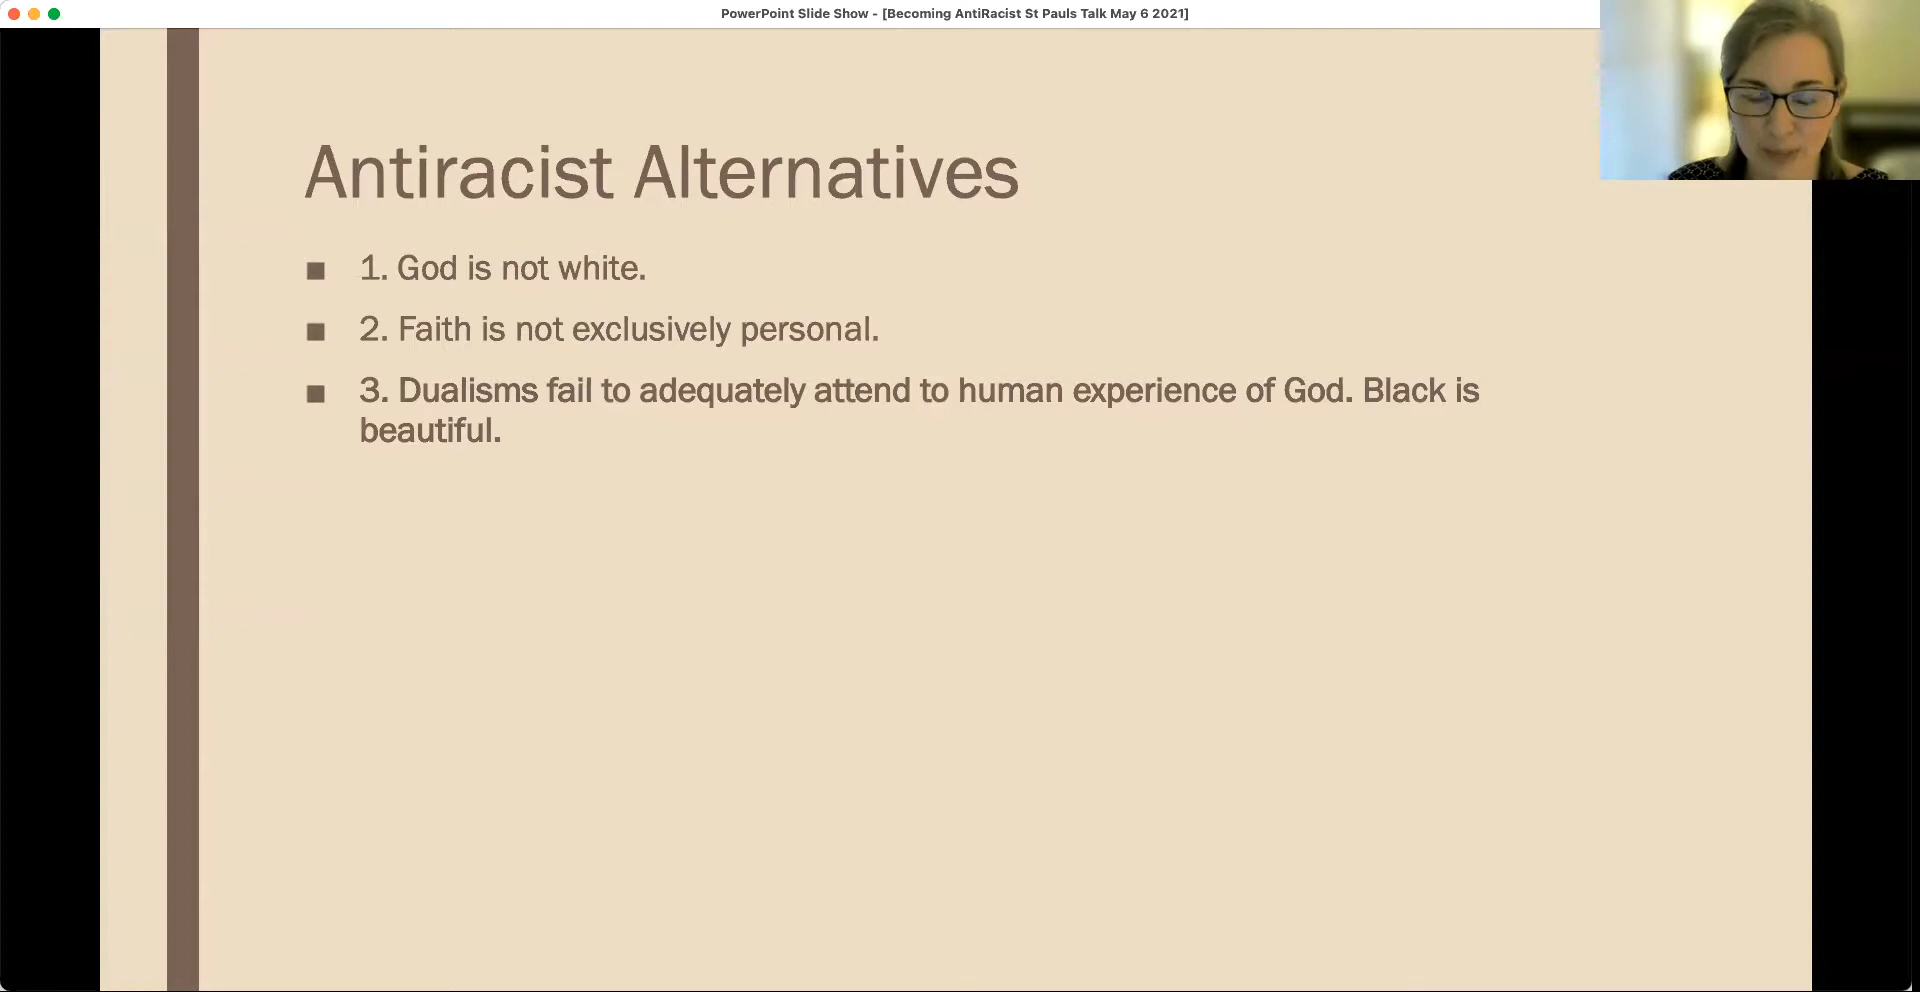 PowerPoint Slide Show - [Becoming AntiRacist St Pauls Talk May 6 2021]
Antiracist Alternatives
■ 1. God is not white.
■ 2. Faith is not exclusively personal.
■ 3. Dualisms fail to adequately attend to human experience of God. Black is
beautiful.